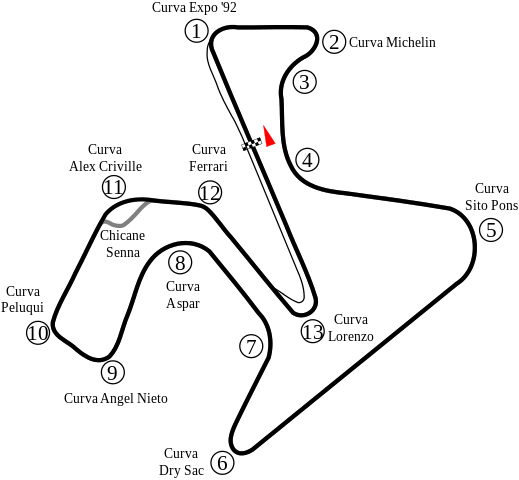 Curva Expo '92
1
2
Curva Michelin
3
4
Curva
Sito Pons
5
Curva
Ferrari
12
Curva
Alex Criville
11
Chicane
Senna
8
Curva
Aspar
Curva
Peluqui
10
9
Curva Angel Nieto
7
13
Curva
Lorenzo
Curva
Dry Sac
6